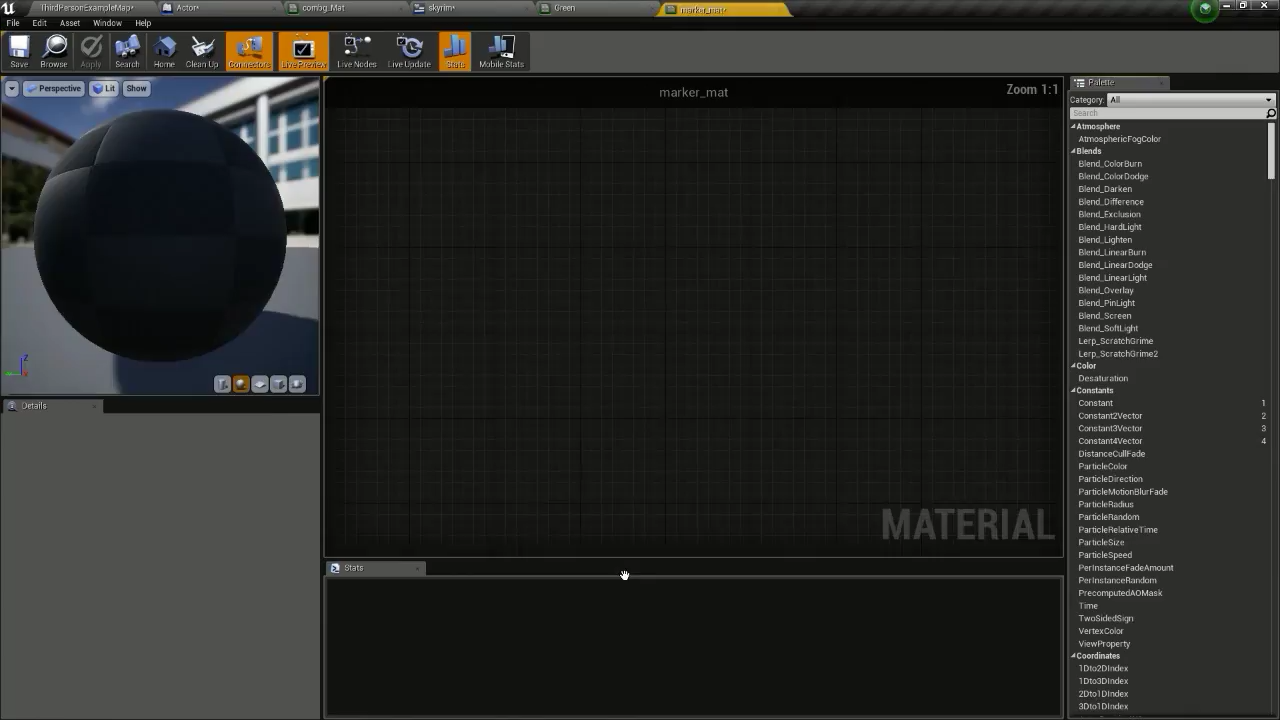 ThirdPersonExampleMap*
Actor*
combg_Mat
skyrim*
Green
marker_mat*
File Edit Asset Window Help
Save Browse Apply Search Home Clean Up Connectors Live Preview Live Nodes Live Update Stats Mobile Stats
Perspective Lit Show
marker_mat
Zoom 1:1
Palette
Category: All
Search
Atmosphere
AtmosphericFogColor
Blends
Blend_ColorBurn
Blend_ColorDodge
Blend_Darken
Blend_Difference
Blend_Exclusion
Blend_HardLight
Blend_Lighten
Blend_LinearBurn
Blend_LinearDodge
Blend_LinearLight
Blend_Overlay
Blend_PinLight
Blend_Screen
Blend_SoftLight
Lerp_ScratchGrime
Lerp_ScratchGrime2
Color
Desaturation
Constants
Constant 1
Constant2Vector 2
Constant3Vector 3
Constant4Vector 4
DistanceCullFade
ParticleColor
ParticleDirection
ParticleMotionBlurFade
ParticleRadius
ParticleRandom
ParticleRelativeTime
ParticleSize
ParticleSpeed
PerInstanceFadeAmount
PerInstanceRandom
PrecomputedAOMask
Time
TwoSidedSign
VertexColor
ViewProperty
Coordinates
1Dto2DIndex
1Dto3DIndex
2Dto1DIndex
3Dto1DIndex
Z
Details
MATERIAL
Stats